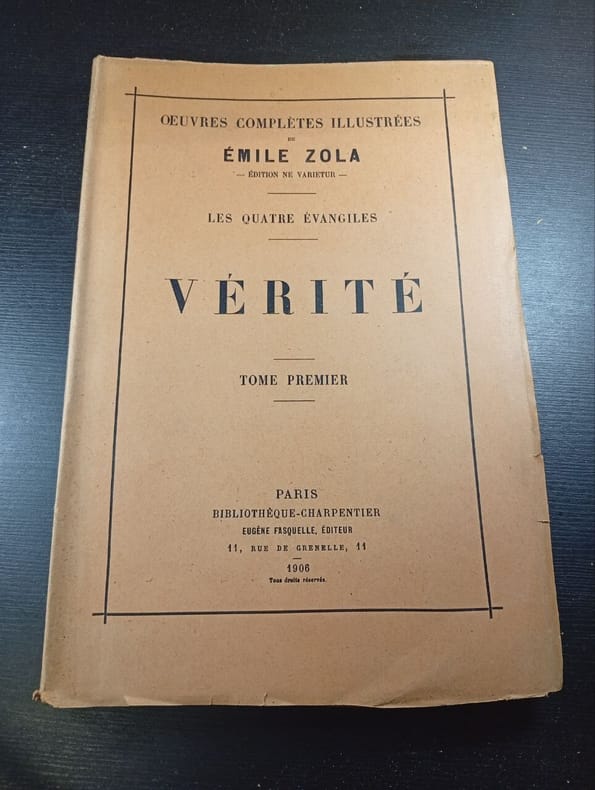 ŒUVRES COMPLÈTES ILLUSTRÉES
DE
ÉMILE ZOLA
— ÉDITION NE VARIETUR —
LES QUATRE ÉVANGILES
VÉRITÉ
TOME PREMIER
PARIS
BIBLIOTHÈQUE-CHARPENTIER
EUGÈNE FASQUELLE, ÉDITEUR
11, RUE DE GRENELLE, 11
1906
Tous droits réservés.